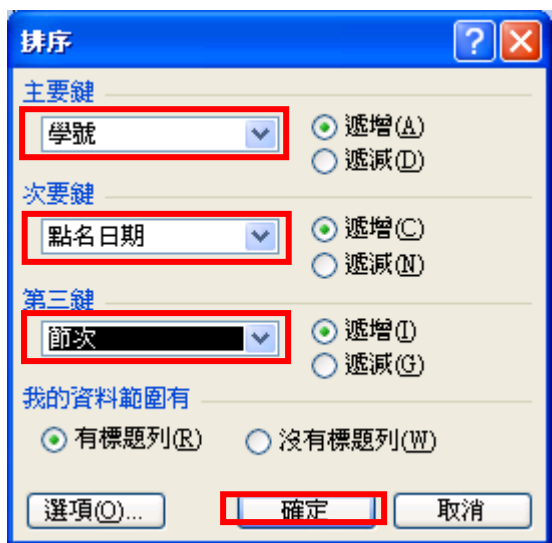 排序
主要鍵
學號
遞增(A)
遞減(D)
次要鍵
點名日期
遞增(C)
遞減(N)
第三鍵
節次
遞增(I)
遞減(G)
我的資料範圍有
有標題列(R) 沒有標題列(W)
選項(O)... 確定 取消